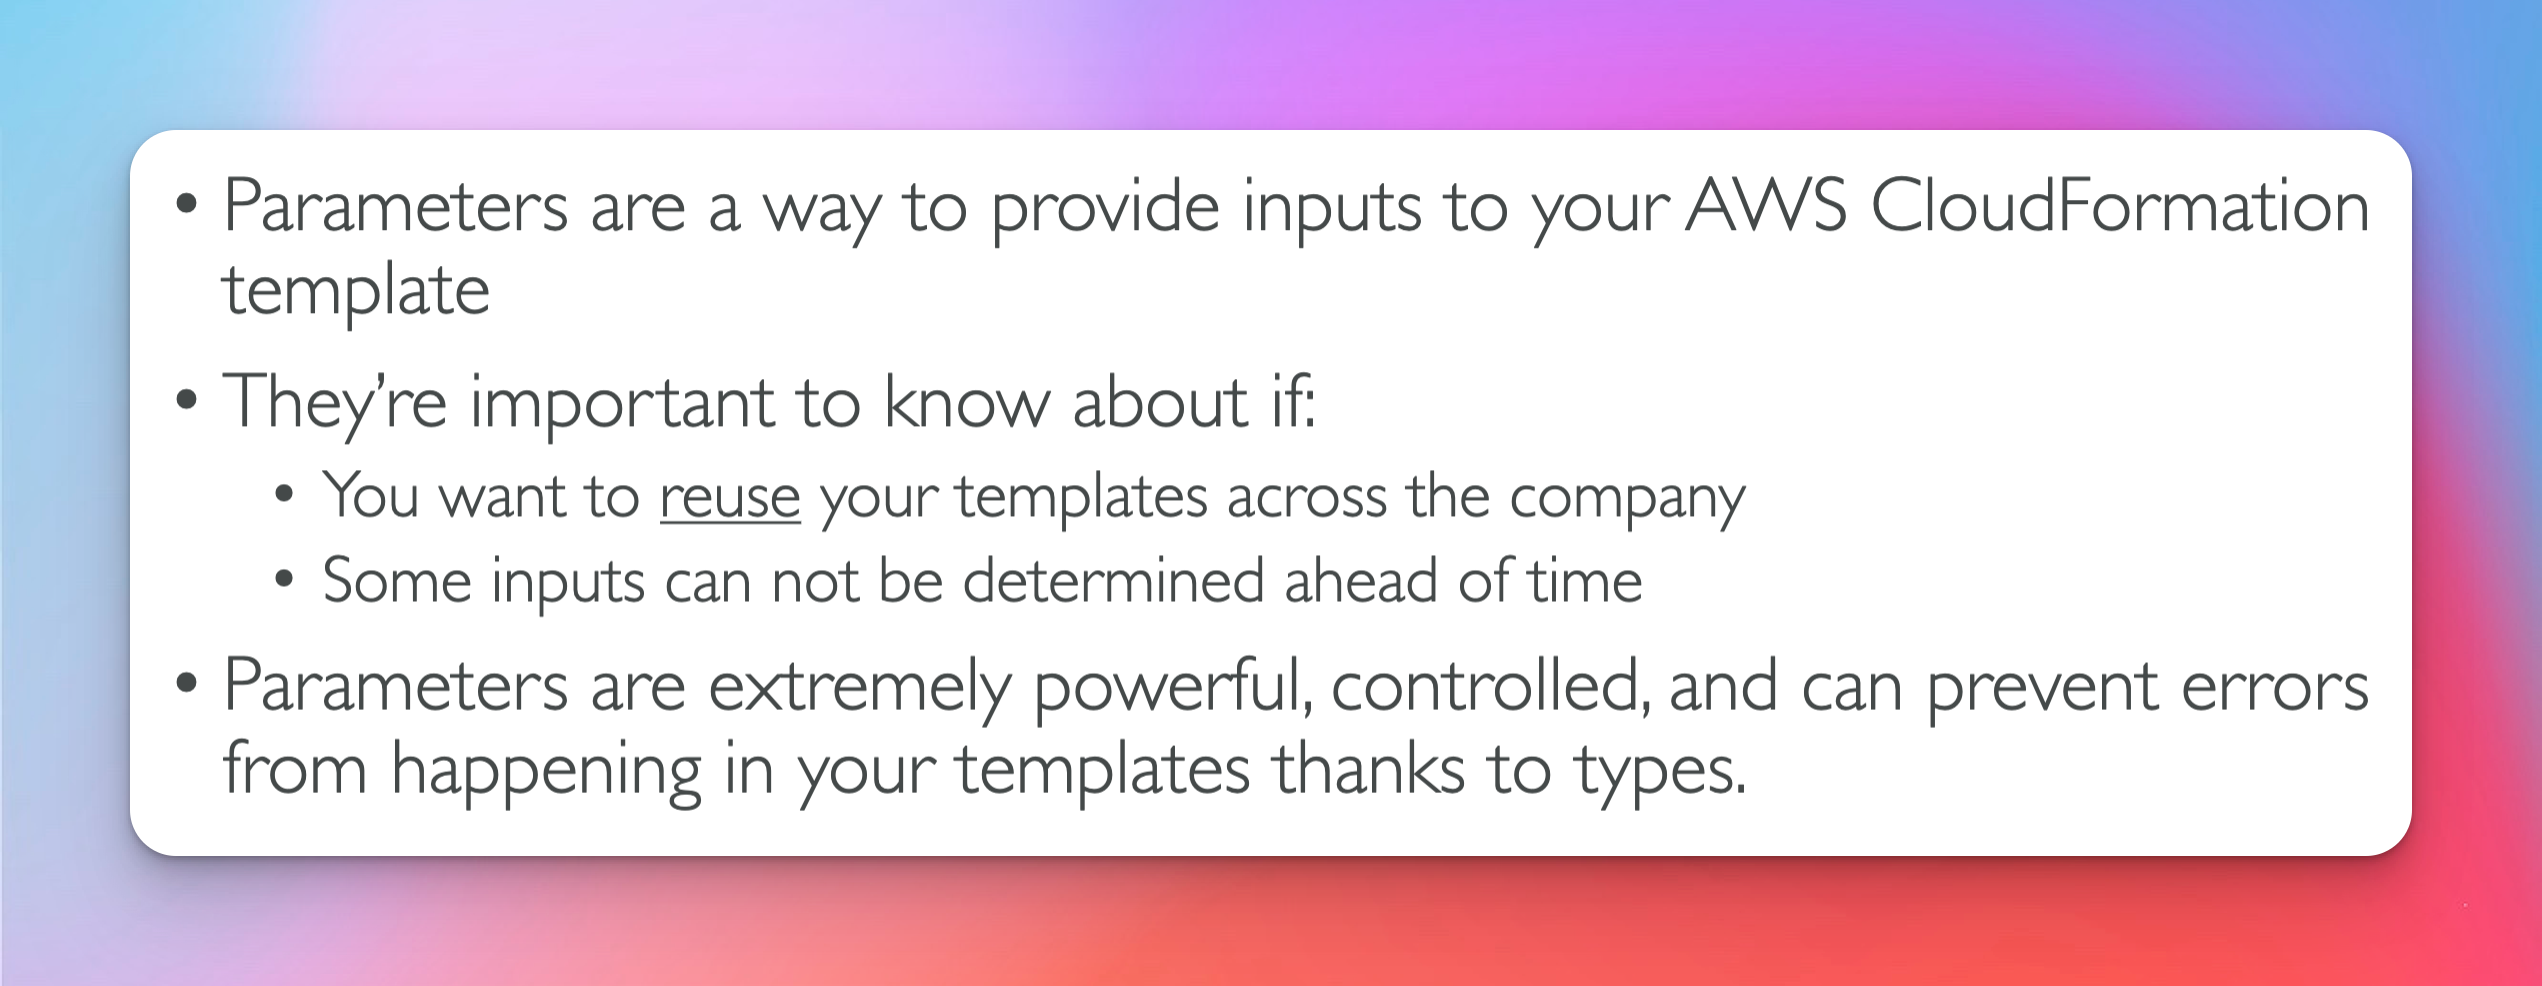 • Parameters are a way to provide inputs to your AWS CloudFormation
template
• They’re important to know about if:
• You want to reuse your templates across the company
• Some inputs can not be determined ahead of time
• Parameters are extremely powerful, controlled, and can prevent errors
from happening in your templates thanks to types.